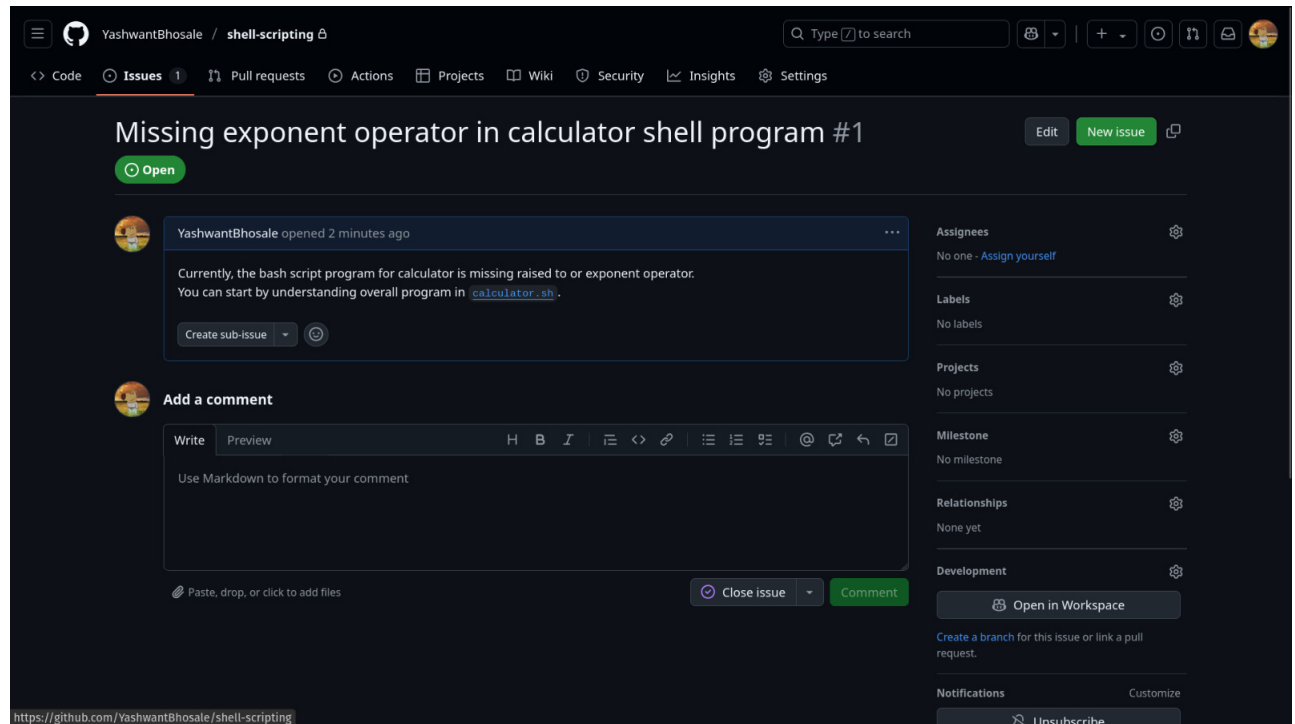 YashwantBhosale / shell-scripting
Type / to search
Code
Issues 1
Pull requests
Actions
Projects
Wiki
Security
Insights
Settings
Missing exponent operator in calculator shell program #1
Edit
New issue
Open
YashwantBhosale opened 2 minutes ago
Currently, the bash script program for calculator is missing raised to or exponent operator.
You can start by understanding overall program in calculator.sh.
Create sub-issue
Add a comment
Write
Preview
Use Markdown to format your comment
Paste, drop, or click to add files
Close issue
Comment
Assignees
No one - Assign yourself
Labels
No labels
Projects
No projects
Milestone
No milestone
Relationships
None yet
Development
Open in Workspace
Create a branch for this issue or link a pull
request.
Notifications
Customize
Unsubscribe
https://github.com/YashwantBhosale/shell-scripting